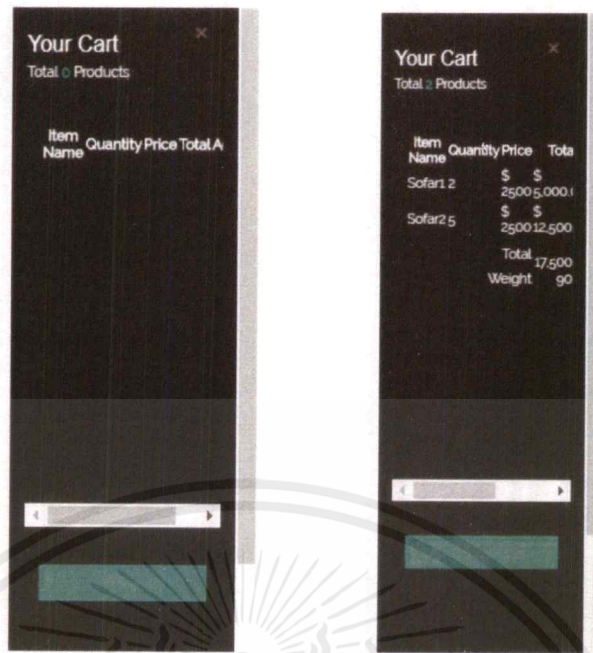 Your Cart
×
Total 0 Products
Item Name Quantity Price Total A
Your Cart
×
Total 2 Products
Item Name Quantity Price Tota
Sofar1 2 $ 2500 $ 5,000.
Sofar2 5 $ 2500 $ 12,500
Total 17,500
Weight 90